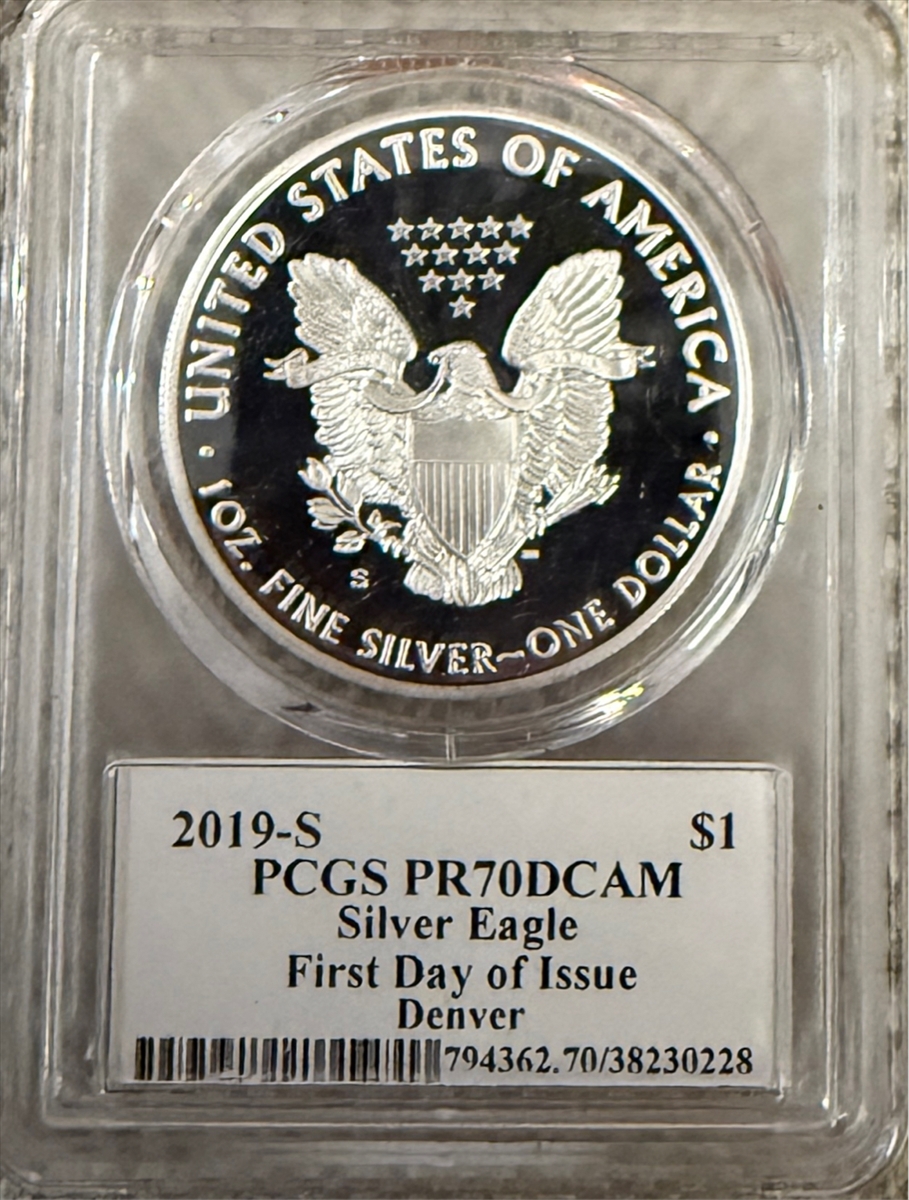 · UNITED STATES OF AMERICA ·
1 OZ. FINE SILVER~ONE DOLLAR
S
2019-S $1
PCGS PR70DCAM
Silver Eagle
First Day of Issue
Denver
794362.70/38230228